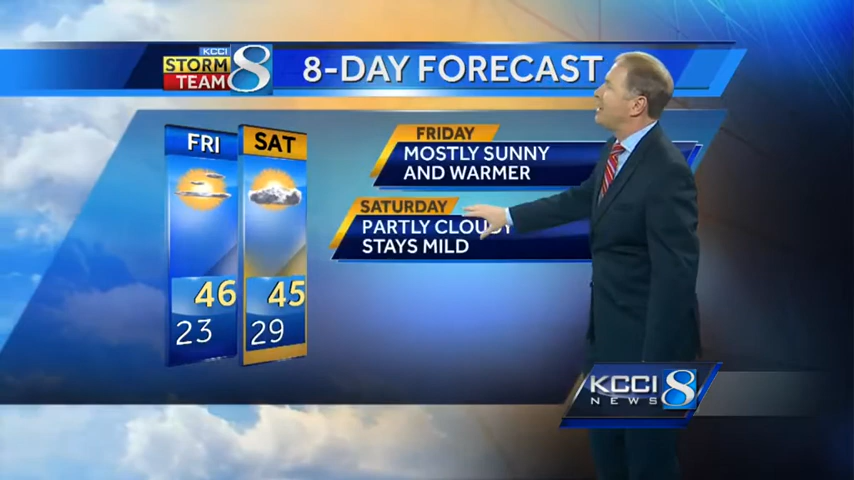 KCCI
STORM
TEAM
8
8-DAY FORECAST
FRI
SAT
46
23
45
29
FRIDAY
MOSTLY SUNNY
AND WARMER
SATURDAY
PARTLY CLOUDY
STAYS MILD
KCCI 8
NEWS